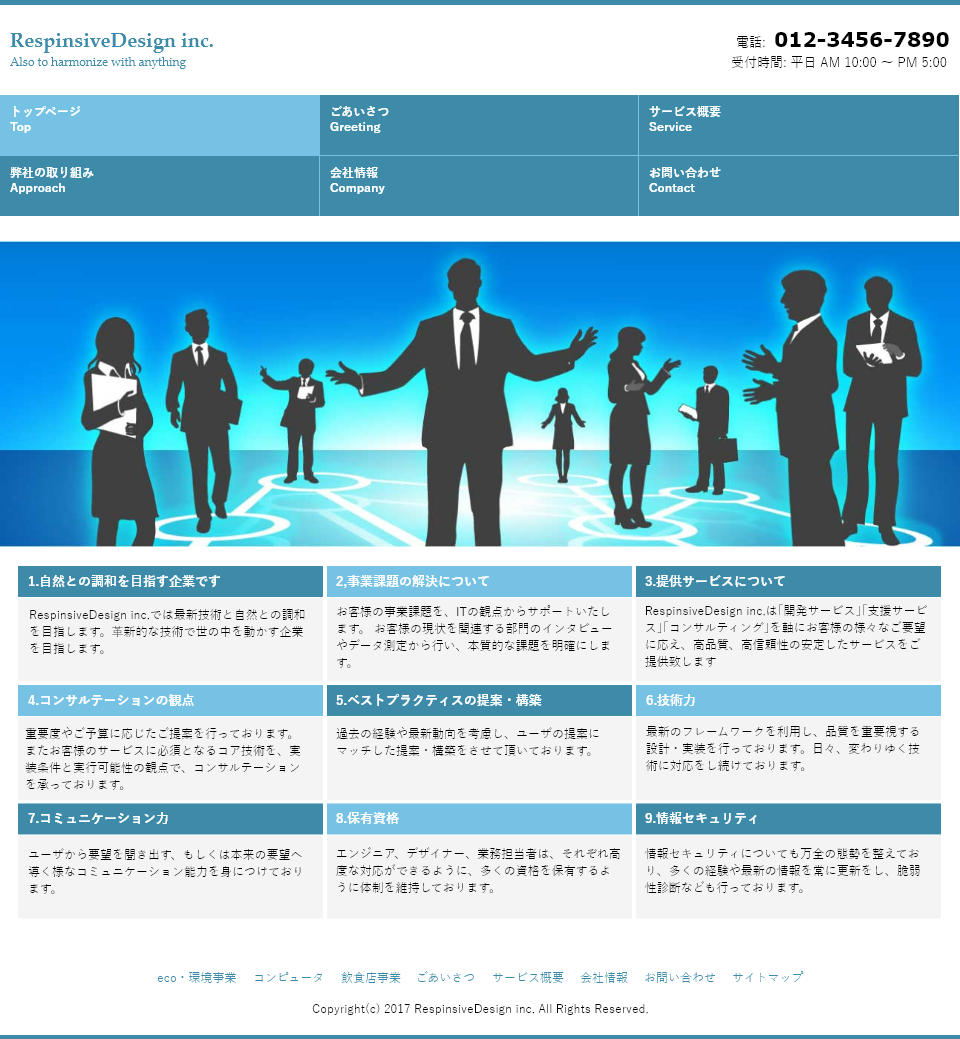 RespinsiveDesign inc.
Also to harmonize with anything
電話: 012-3456-7890
受付時間: 平日 AM 10:00 〜 PM 5:00
トップページ
Top
ごあいさつ
Greeting
サービス概要
Service
弊社の取り組み
Approach
会社情報
Company
お問い合わせ
Contact
1.自然との調和を目指す企業です
RespinsiveDesign inc.では最新技術と自然との調和
を目指します。革新的な技術で世の中を動かす企業
を目指します。
2,事業課題の解決について
お客様の事業課題を、ITの観点からサポートいたし
ます。 お客様の現状を関連する部門のインタビュー
やデータ測定から行い、本質的な課題を明確にしま
す。
3.提供サービスについて
RespinsiveDesign inc.は｢開発サービス｣｢支援サービ
ス｣｢コンサルティング｣を軸にお客様の様々なご要望
に応え、高品質、高信頼性の安定したサービスをご
提供致します
4.コンサルテーションの観点
重要度やご予算に応じたご提案を行っております。
またお客様のサービスに必須となるコア技術を、実
装条件と実行可能性の観点で、コンサルテーション
を承っております。
5.ベストプラクティスの提案・構築
過去の経験や最新動向を考慮し、ユーザの提案に
マッチした提案・構築をさせて頂いております。
6.技術力
最新のフレームワークを利用し、品質を重要視する
設計・実装を行っております。日々、変わりゆく技
術に対応をし続けております。
7.コミュニケーション力
ユーザから要望を聞き出す、もしくは本来の要望へ
導く様なコミュニケーション能力を身につけており
ます。
8.保有資格
エンジニア、デザイナー、業務担当者は、それぞれ高
度な対応ができるように、多くの資格を保有するよ
うに体制を維持しております。
9.情報セキュリティ
情報セキュリティについても万全の態勢を整えてお
り、多くの経験や最新の情報を常に更新をし、脆弱
性診断なども行っております。
eco・環境事業 コンピュータ 飲食店事業 ごあいさつ サービス概要 会社情報 お問い合わせ サイトマップ
Copyright(c) 2017 RespinsiveDesign inc. All Rights Reserved.